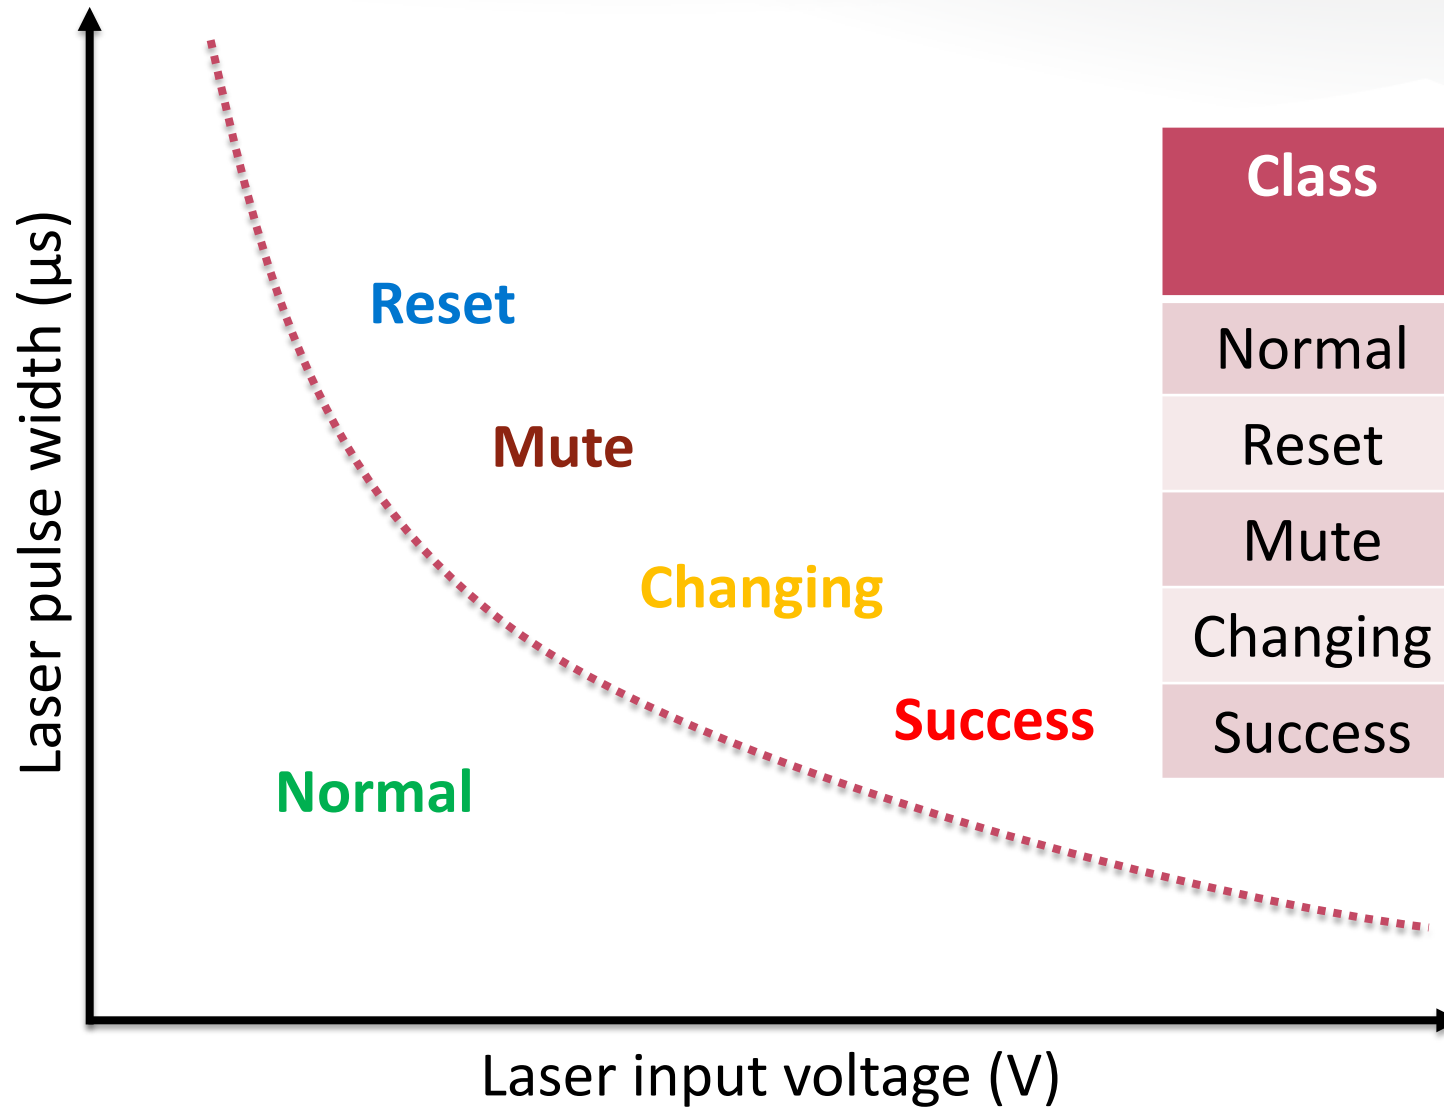 Laser pulse width (µs)
Reset
Mute
Changing
Success
Normal
Laser input voltage (V)
Class
Normal
Reset
Mute
Changing
Success